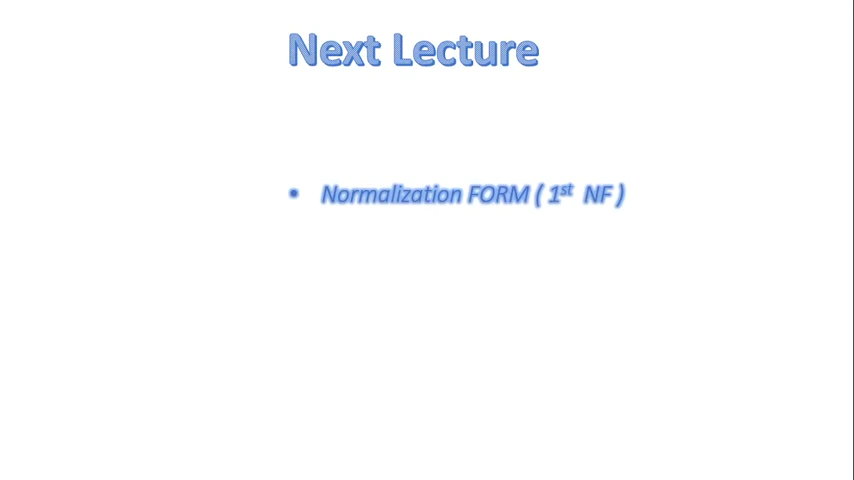 Next Lecture
• Normalization FORM ( 1st NF )